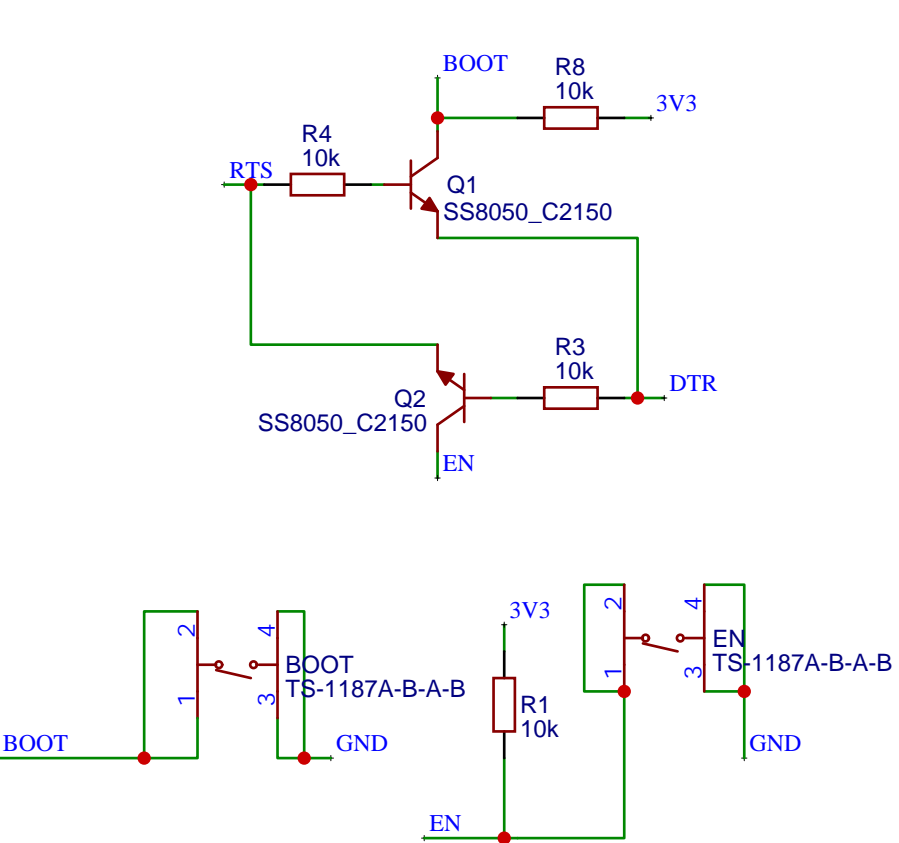 BOOT
R8
10k
3V3
R4
10k
RTS
Q1
SS8050_C2150
R3
10k
DTR
Q2
SS8050_C2150
EN
2
4
1
3
BOOT
TS-1187A-B-A-B
BOOT
GND
3V3
R1
10k
EN
2
4
1
3
EN
TS-1187A-B-A-B
GND